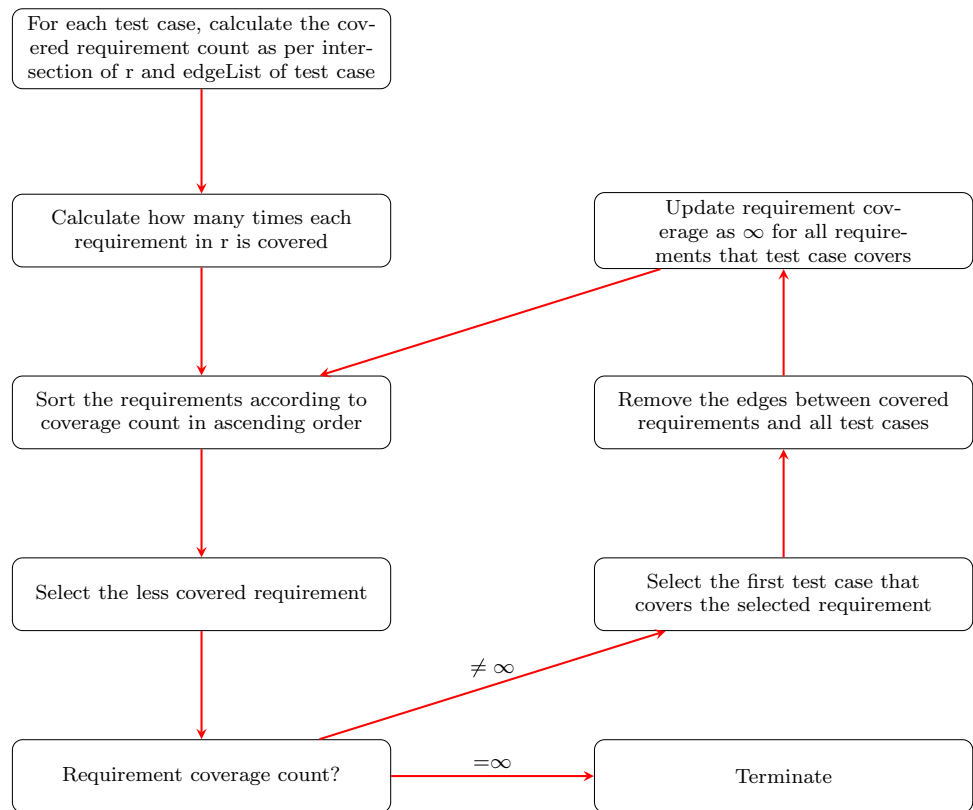 For each test case, calculate the cov-
ered requirement count as per inter-
section of r and edgeList of test case
Calculate how many times each
requirement in r is covered
Update requirement cov-
erage as ∞ for all require-
ments that test case covers
Sort the requirements according to
coverage count in ascending order
Remove the edges between covered
requirements and all test cases
Select the less covered requirement
Select the first test case that
covers the selected requirement
≠ ∞
Requirement coverage count?
=∞
Terminate